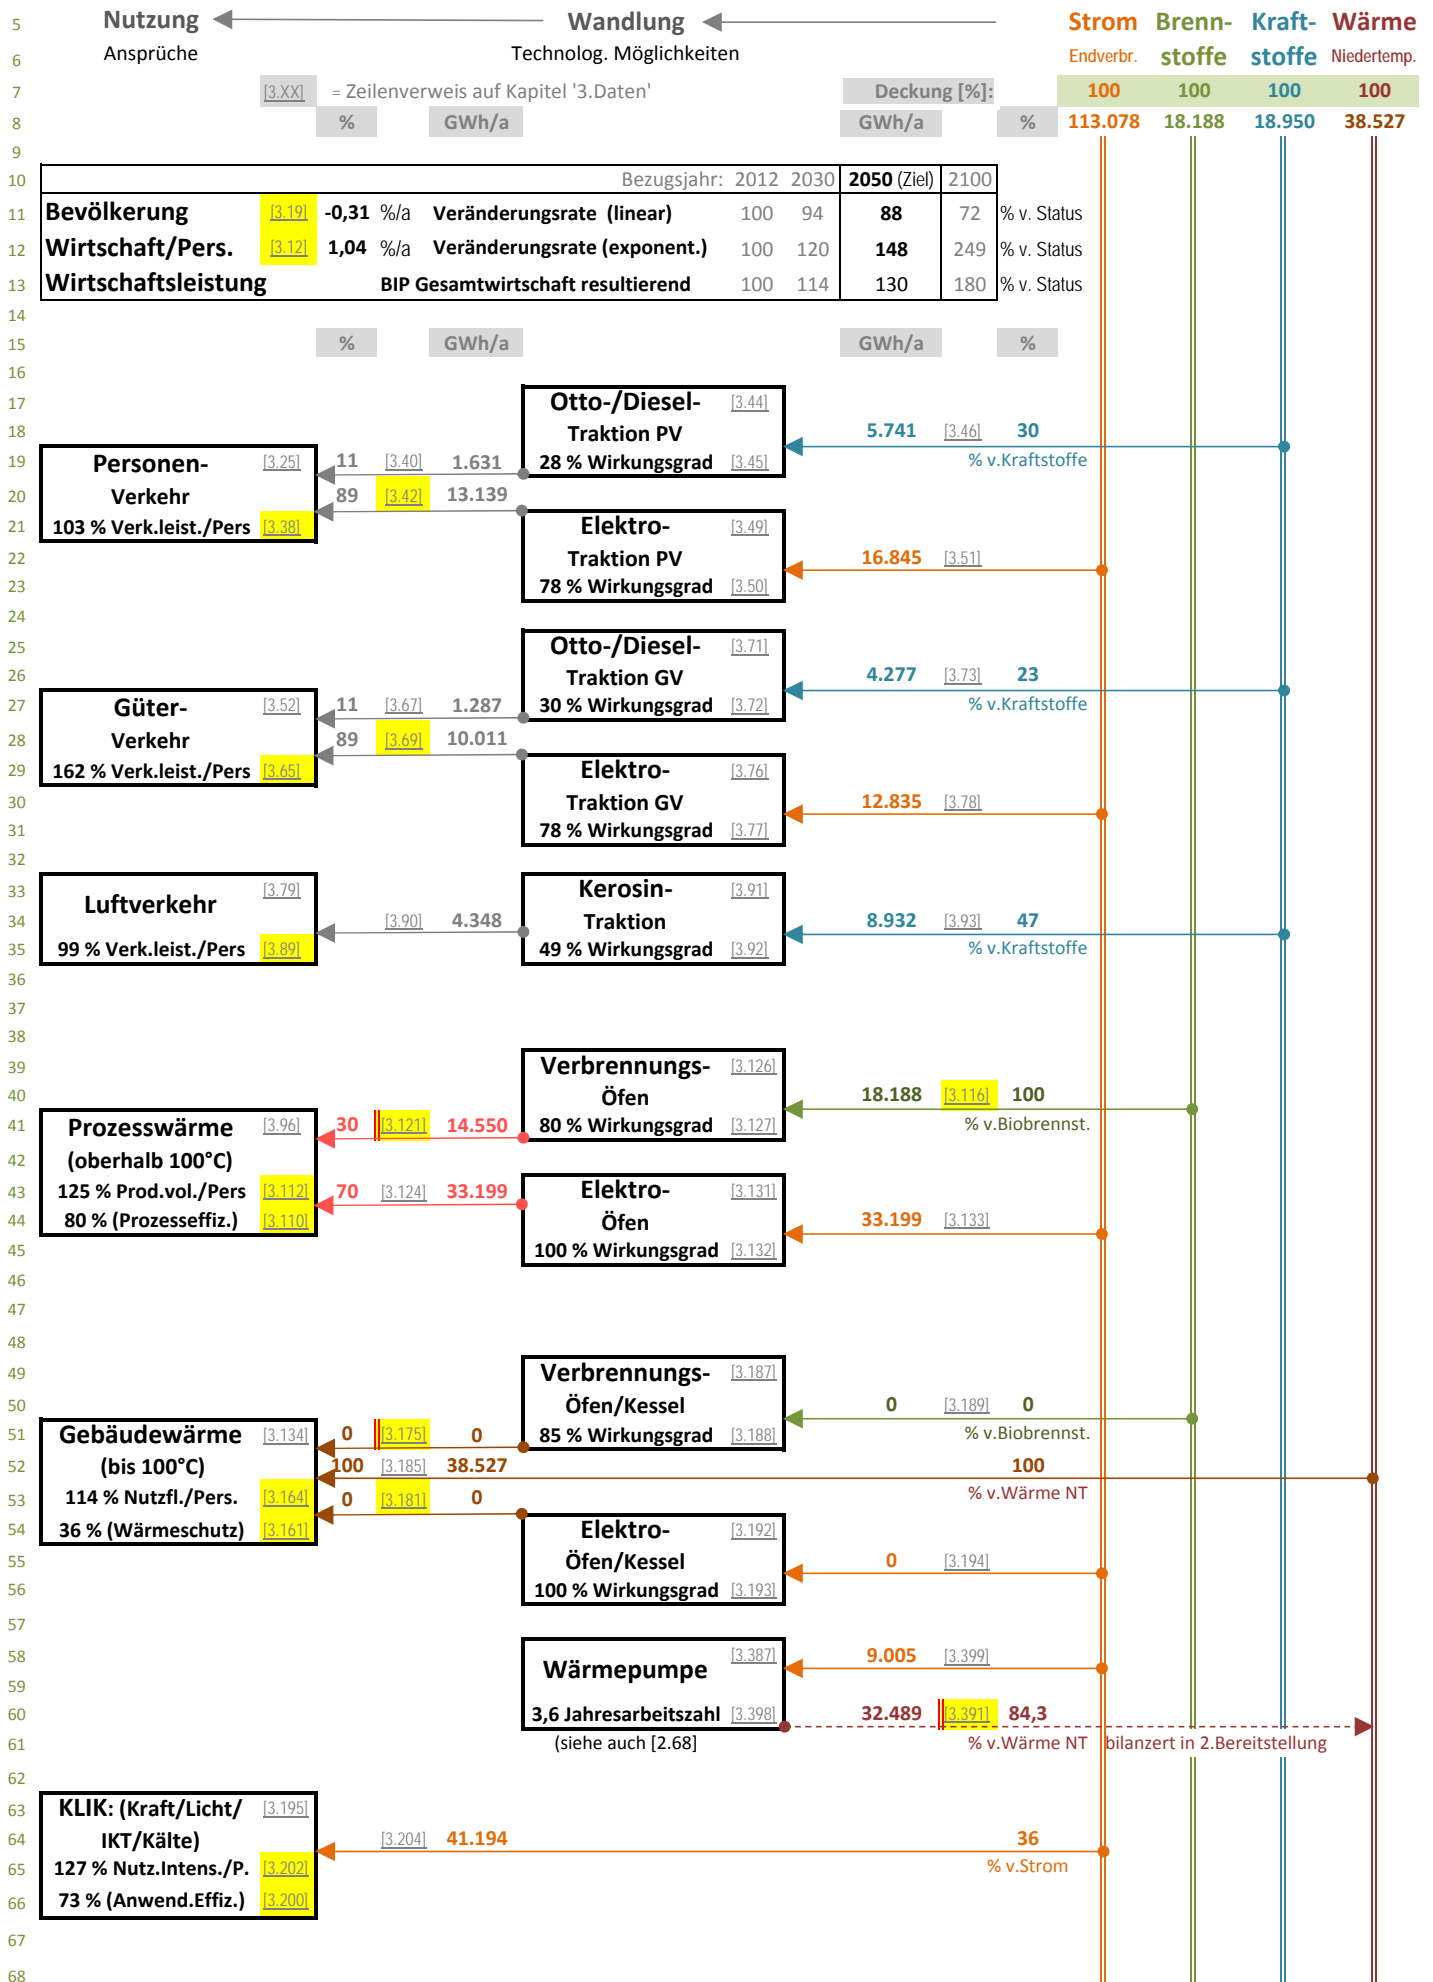 5 Nutzung Wandlung Strom Brenn- Kraft- Wärme
6 Ansprüche Technolog. Möglichkeiten Endverbr. stoffe stoffe Niedertemp.
7 [3.XX] = Zeilenverweis auf Kapitel '3.Daten' Deckung [%]: 100 100 100 100
8 % GWh/a GWh/a % 113.078 18.188 18.950 38.527
9
10 Bezugsjahr: 2012 2030 2050 (Ziel) 2100
11 Bevölkerung [3.19] -0,31 %/a Veränderungsrate (linear) 100 94 88 72 % v. Status
12 Wirtschaft/Pers. [3.12] 1,04 %/a Veränderungsrate (exponent.) 100 120 148 249 % v. Status
13 Wirtschaftsleistung BIP Gesamtwirtschaft resultierend 100 114 130 180 % v. Status
14
15 % GWh/a GWh/a %
16
17 Otto-/Diesel- [3.44]
18 Traktion PV 5.741 [3.46] 30
19 Personen- [3.25] 11 [3.40] 1.631 28 % Wirkungsgrad [3.45] % v.Kraftstoffe
20 Verkehr 89 [3.42] 13.139
21 103 % Verk.leist./Pers [3.38] Elektro- [3.49]
22 Traktion PV 16.845 [3.51]
23 78 % Wirkungsgrad [3.50]
24
25 Otto-/Diesel- [3.71]
26 Traktion GV 4.277 [3.73] 23
27 Güter- [3.52] 11 [3.67] 1.287 30 % Wirkungsgrad [3.72] % v.Kraftstoffe
28 Verkehr 89 [3.69] 10.011
29 162 % Verk.leist./Pers [3.65] Elektro- [3.76]
30 Traktion GV 12.835 [3.78]
31 78 % Wirkungsgrad [3.77]
32
33 Luftverkehr [3.79] Kerosin- [3.91]
34 [3.90] 4.348 Traktion 8.932 [3.93] 47
35 99 % Verk.leist./Pers [3.89] 49 % Wirkungsgrad [3.92] % v.Kraftstoffe
36
37
38
39 Verbrennungs- [3.126]
40 Öfen 18.188 [3.116] 100
41 Prozesswärme [3.96] 30 [3.121] 14.550 80 % Wirkungsgrad [3.127] % v.Biobrennst.
42 (oberhalb 100°C)
43 125 % Prod.vol./Pers [3.112] 70 [3.124] 33.199 Elektro- [3.131]
44 80 % (Prozesseffiz.) [3.110] Öfen 33.199 [3.133]
45 100 % Wirkungsgrad [3.132]
46
47
48
49 Verbrennungs- [3.187]
50 Öfen/Kessel 0 [3.189] 0
51 Gebäudewärme [3.134] 0 [3.175] 0 85 % Wirkungsgrad [3.188] % v.Biobrennst.
52 (bis 100°C) 100 [3.185] 38.527 100
53 114 % Nutzfl./Pers. [3.164] 0 [3.181] 0 % v.Wärme NT
54 36 % (Wärmeschutz) [3.161] Elektro- [3.192]
55 Öfen/Kessel 0 [3.194]
56 100 % Wirkungsgrad [3.193]
57
58 Wärmepumpe [3.387] 9.005 [3.399]
59
60 3,6 Jahresarbeitszahl [3.398] 32.489 [3.391] 84,3
61 (siehe auch [2.68] % v.Wärme NT bilanzert in 2.Bereitstellung
62
63 KLIK: (Kraft/Licht/ [3.195]
64 IKT/Kälte) [3.204] 41.194 36
65 127 % Nutz.Intens./P. [3.202] % v.Strom
66 73 % (Anwend.Effiz.) [3.200]
67
68